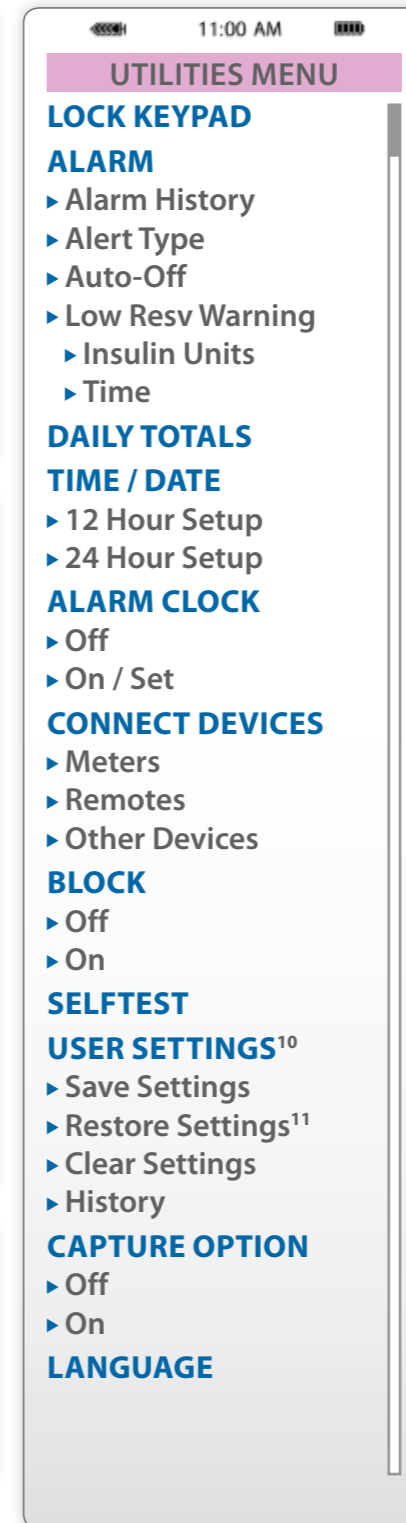 11:00 AM
UTILITIES MENU
LOCK KEYPAD
ALARM
▸ Alarm History
▸ Alert Type
▸ Auto-Off
▸ Low Resv Warning
▸ Insulin Units
▸ Time
DAILY TOTALS
TIME / DATE
▸ 12 Hour Setup
▸ 24 Hour Setup
ALARM CLOCK
▸ Off
▸ On / Set
CONNECT DEVICES
▸ Meters
▸ Remotes
▸ Other Devices
BLOCK
▸ Off
▸ On
SELFTEST
USER SETTINGS¹⁰
▸ Save Settings
▸ Restore Settings¹¹
▸ Clear Settings
▸ History
CAPTURE OPTION
▸ Off
▸ On
LANGUAGE